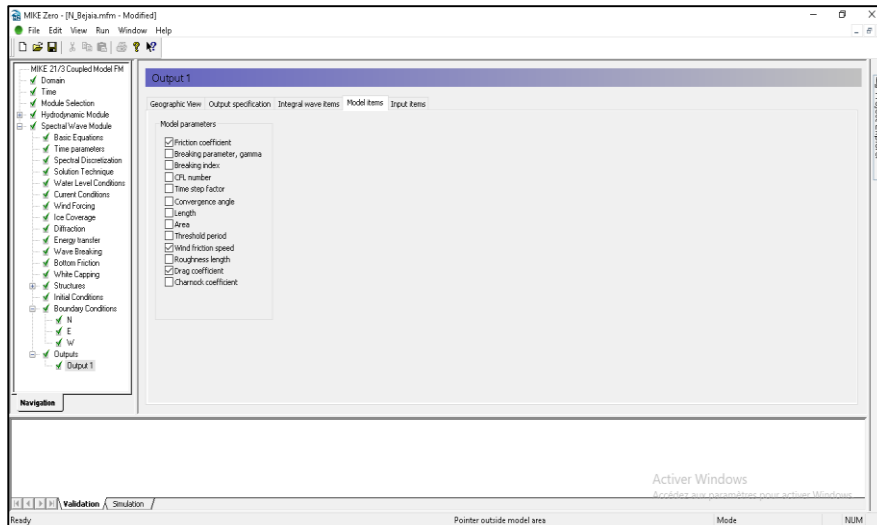 MIKE Zero - [N_Bejaia.mfm - Modified]
File Edit View Run Window Help
MIKE 21/3 Coupled Model FM
Domain
Time
Module Selection
Hydrodynamic Module
Spectral Wave Module
Basic Equations
Time parameters
Spectral Discretization
Solution Technique
Water Level Conditions
Current Conditions
Wind Forcing
Ice Coverage
Diffraction
Energy transfer
Wave Breaking
Bottom Friction
White Capping
Structures
Initial Conditions
Boundary Conditions
N
E
W
Outputs
Output 1
Navigation
Output 1
Geographic View Output specification Integral wave items Model items Input items
Model parameters
Friction coefficient
Breaking parameter, gamma
Breaking index
CFL number
Time step factor
Convergence angle
Length
Area
Threshold period
Wind friction speed
Roughness length
Drag coefficient
Charnock coefficient
Activer Windows
Accédez aux paramètres pour activer Windows.
Validation Simulation
Ready Pointer outside model area Mode NUM